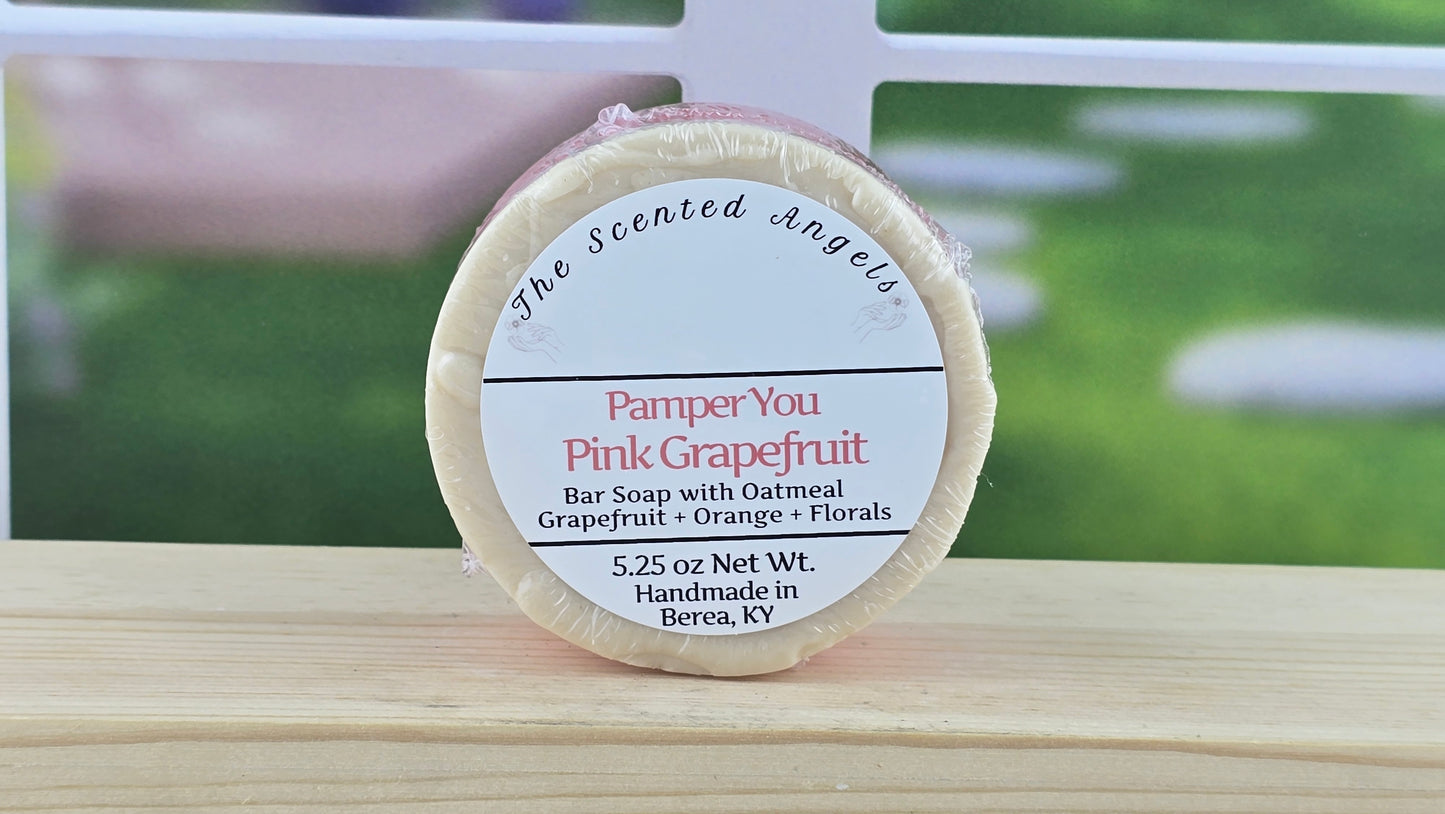 The Scented Angels
Pamper You
Pink Grapefruit
Bar Soap with Oatmeal
Grapefruit + Orange + Florals
5.25 oz Net Wt.
Handmade in
Berea, KY